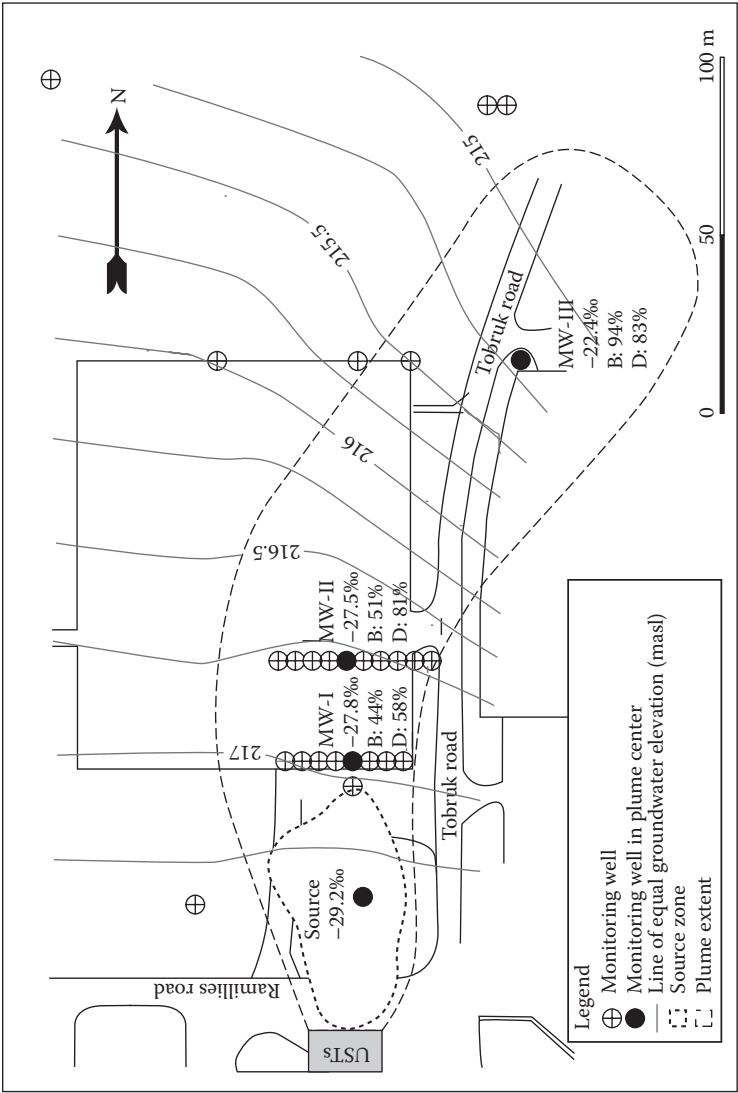 N
215
215.5
216
216.5
217
Tobruk road
MW-III
−22.4‰
B: 94%
D: 83%
MW-II
−27.5‰
B: 51%
D: 81%
MW-I
−27.8‰
B: 44%
D: 58%
Tobruk road
Source
−29.2‰
Ramillies road
USTs
0
50
100 m
Legend
Monitoring well
Monitoring well in plume center
Line of equal groundwater elevation (masl)
Source zone
Plume extent